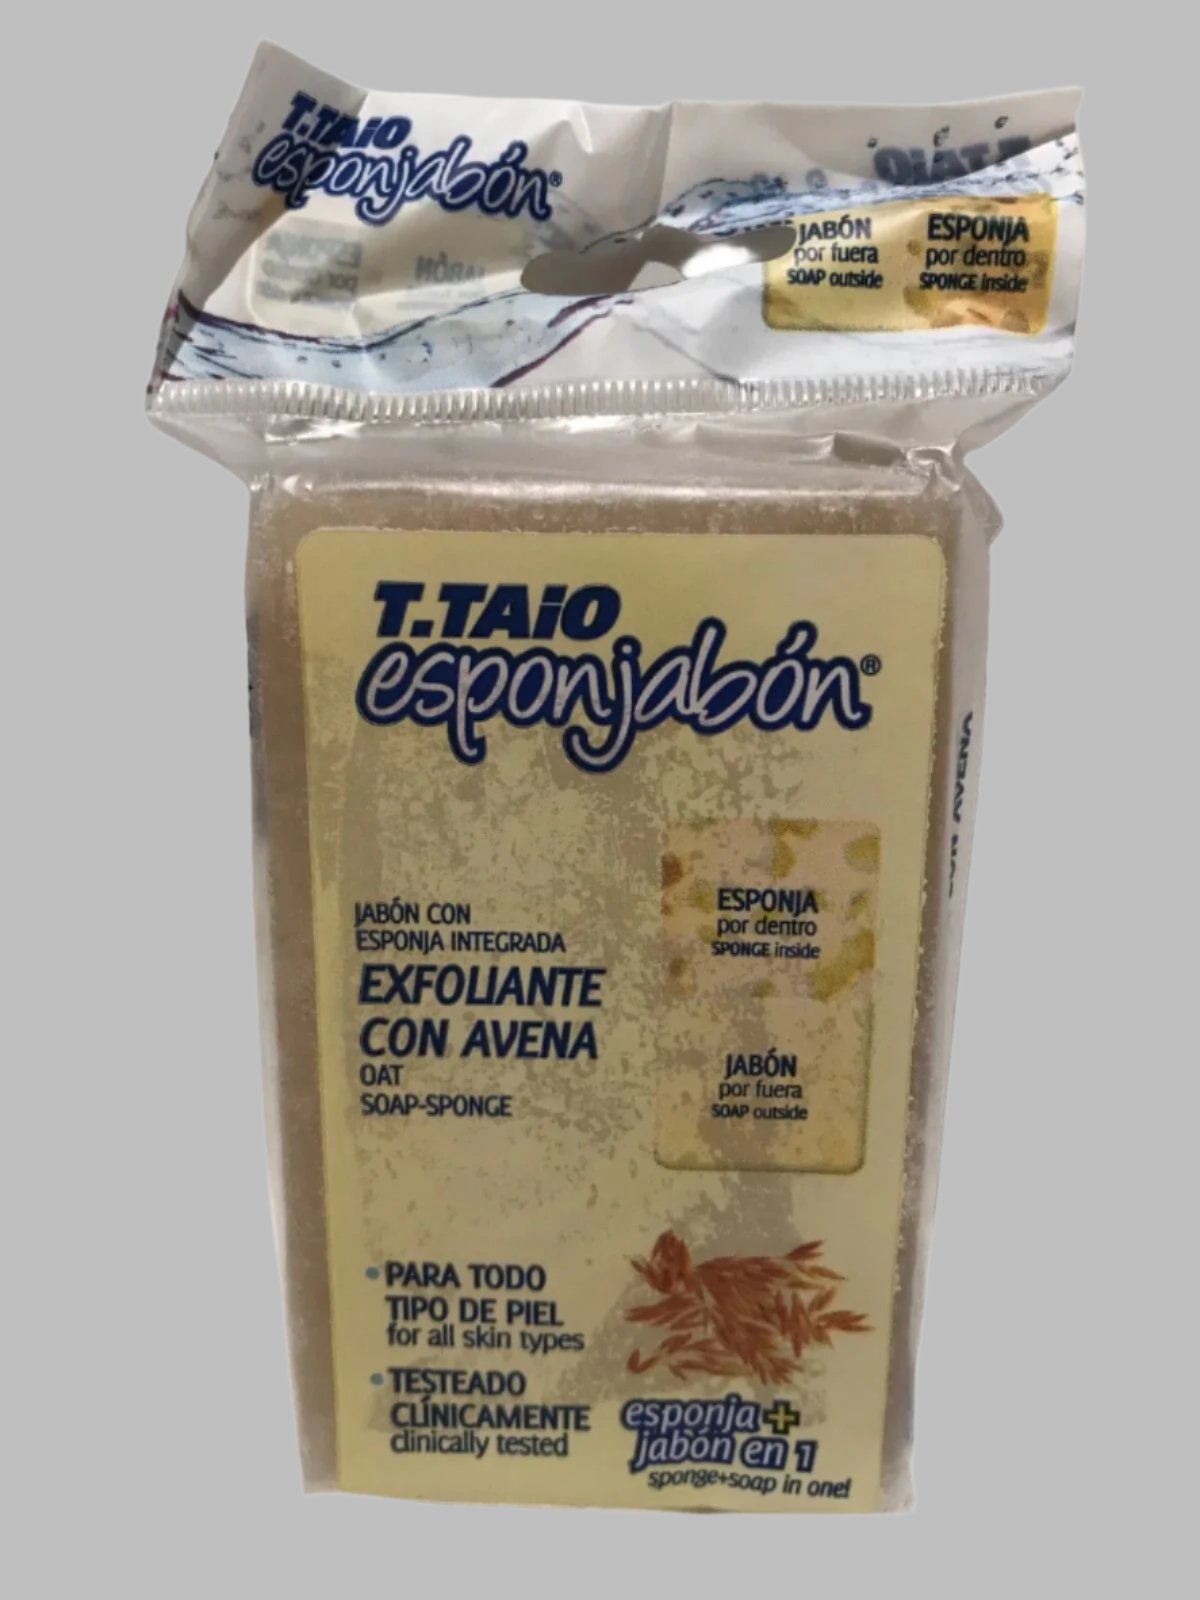 T.TAiO
esponjabón®
JABÓN
por fuera
SOAP outside
ESPONJA
por dentro
SPONGE inside
T.TAiO
esponjabón®
ESPONJA
por dentro
SPONGE inside
JABÓN
por fuera
SOAP outside
JABÓN CON
ESPONJA INTEGRADA
EXFOLIANTE
CON AVENA
OAT
SOAP-SPONGE
• PARA TODO
TIPO DE PIEL
for all skin types
• TESTEADO
CLÍNICAMENTE
clinically tested
esponja +
jabòn en 1
sponge+soap in one!
CON AVENA